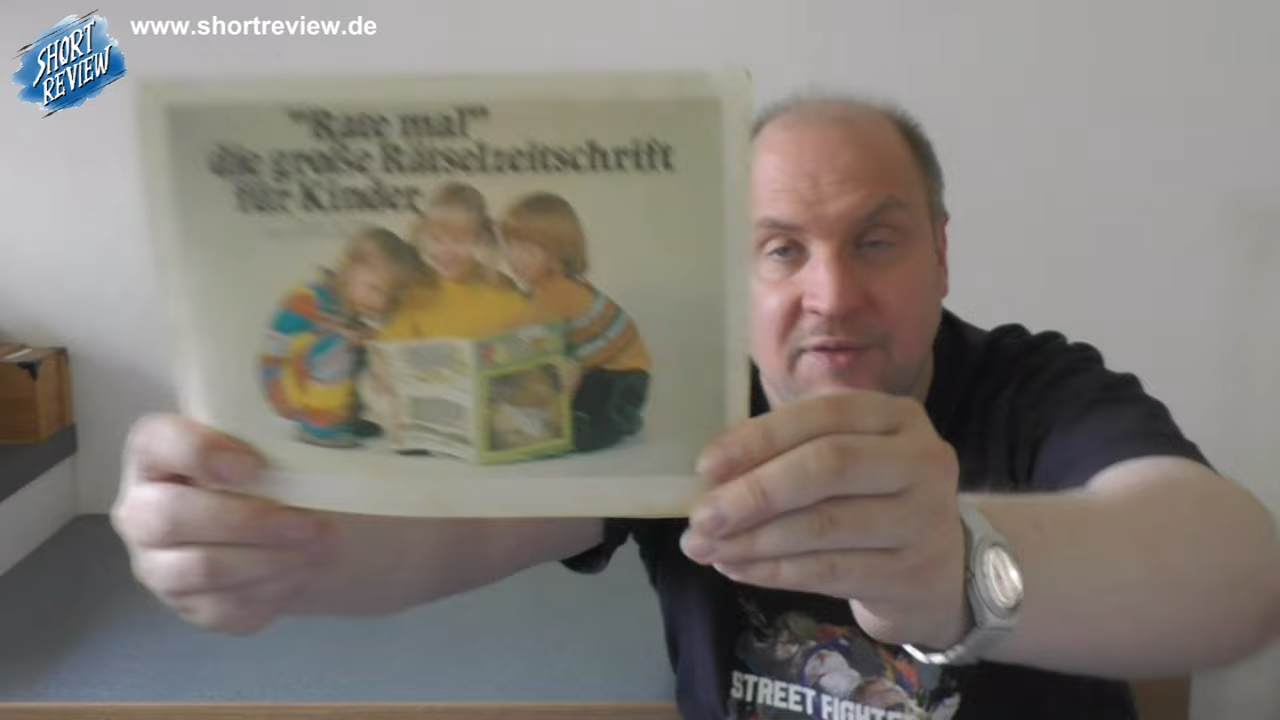 www.shortreview.de
SHORT
REVIEW
"Rate mal"
die große Rätselzeitschrift
für Kinder
STREET FIGHTE